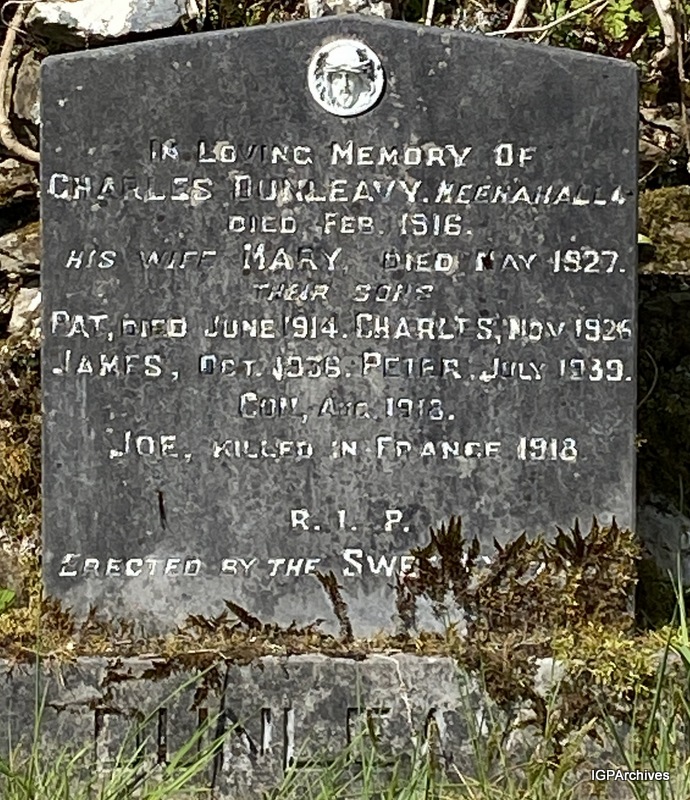 IN LOVING MEMORY OF
CHARLES DUNLEAVY. MEENAHALLA
DIED FEB. 1916.
HIS WIFE MARY, DIED MAY 1927.
THEIR SONS
PAT, DIED JUNE 1914. CHARLES, NOV. 1926
JAMES, OCT. 1936. PETER, JULY 1939.
CON, AUG. 1918.
JOE, KILLED IN FRANCE 1918
R. I. P.
ERECTED BY THE
IGPArchives